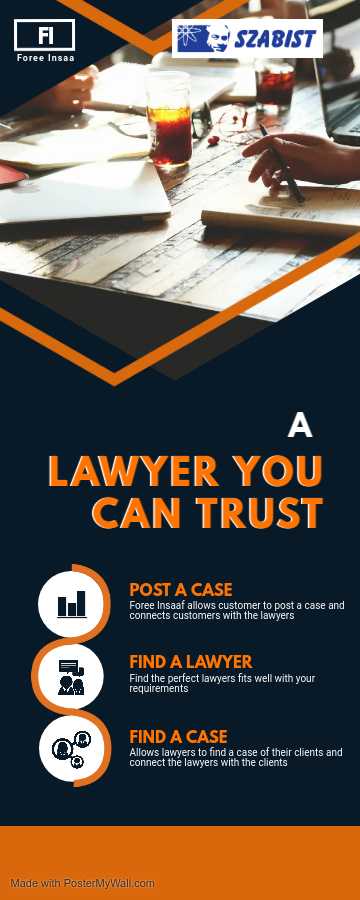 FI
Foree Insaa
SZABIST
A
LAWYER YOU
CAN TRUST
POST A CASE
Foree Insaaf allows customer to post a case and
connects customers with the lawyers
FIND A LAWYER
Find the perfect lawyers fits well with your
requirements
FIND A CASE
Allows lawyers to find a case of their clients and
connect the lawyers with the clients
Made with PosterMyWall.com